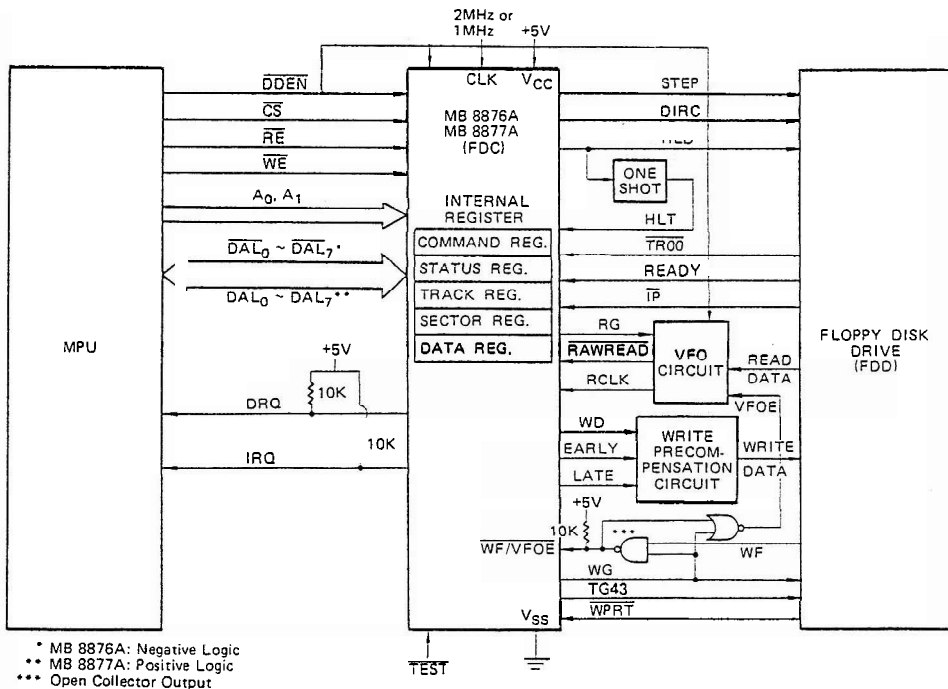 2MHz or
1MHz
+5V
DDEN
CLK
VCC
STEP
CS
MB 8876A
MB 8877A
(FDC)
DIRC
RE
HLD
WE
ONE
SHOT
A0, A1
INTERNAL
REGISTER
HLT
COMMAND REG.
TR00
DAL0 ~ DAL7 *
STATUS REG.
READY
DAL0 ~ DAL7 **
TRACK REG.
IP
SECTOR REG.
RG
MPU
DATA REG.
RAWREAD
VFO
CIRCUIT
READ
DATA
FLOPPY DISK
DRIVE
(FDD)
+5V
10K
RCLK
VFOE
DRQ
WD
WRITE
PRECOM-
PENSATION
CIRCUIT
10K
EARLY
WRITE
DATA
IRQ
LATE
+5V
10K
***
WF/VFOE
WF
WG
TG43
VSS
WPRT
TEST
* MB 8876A: Negative Logic
** MB 8877A: Positive Logic
*** Open Collector Output